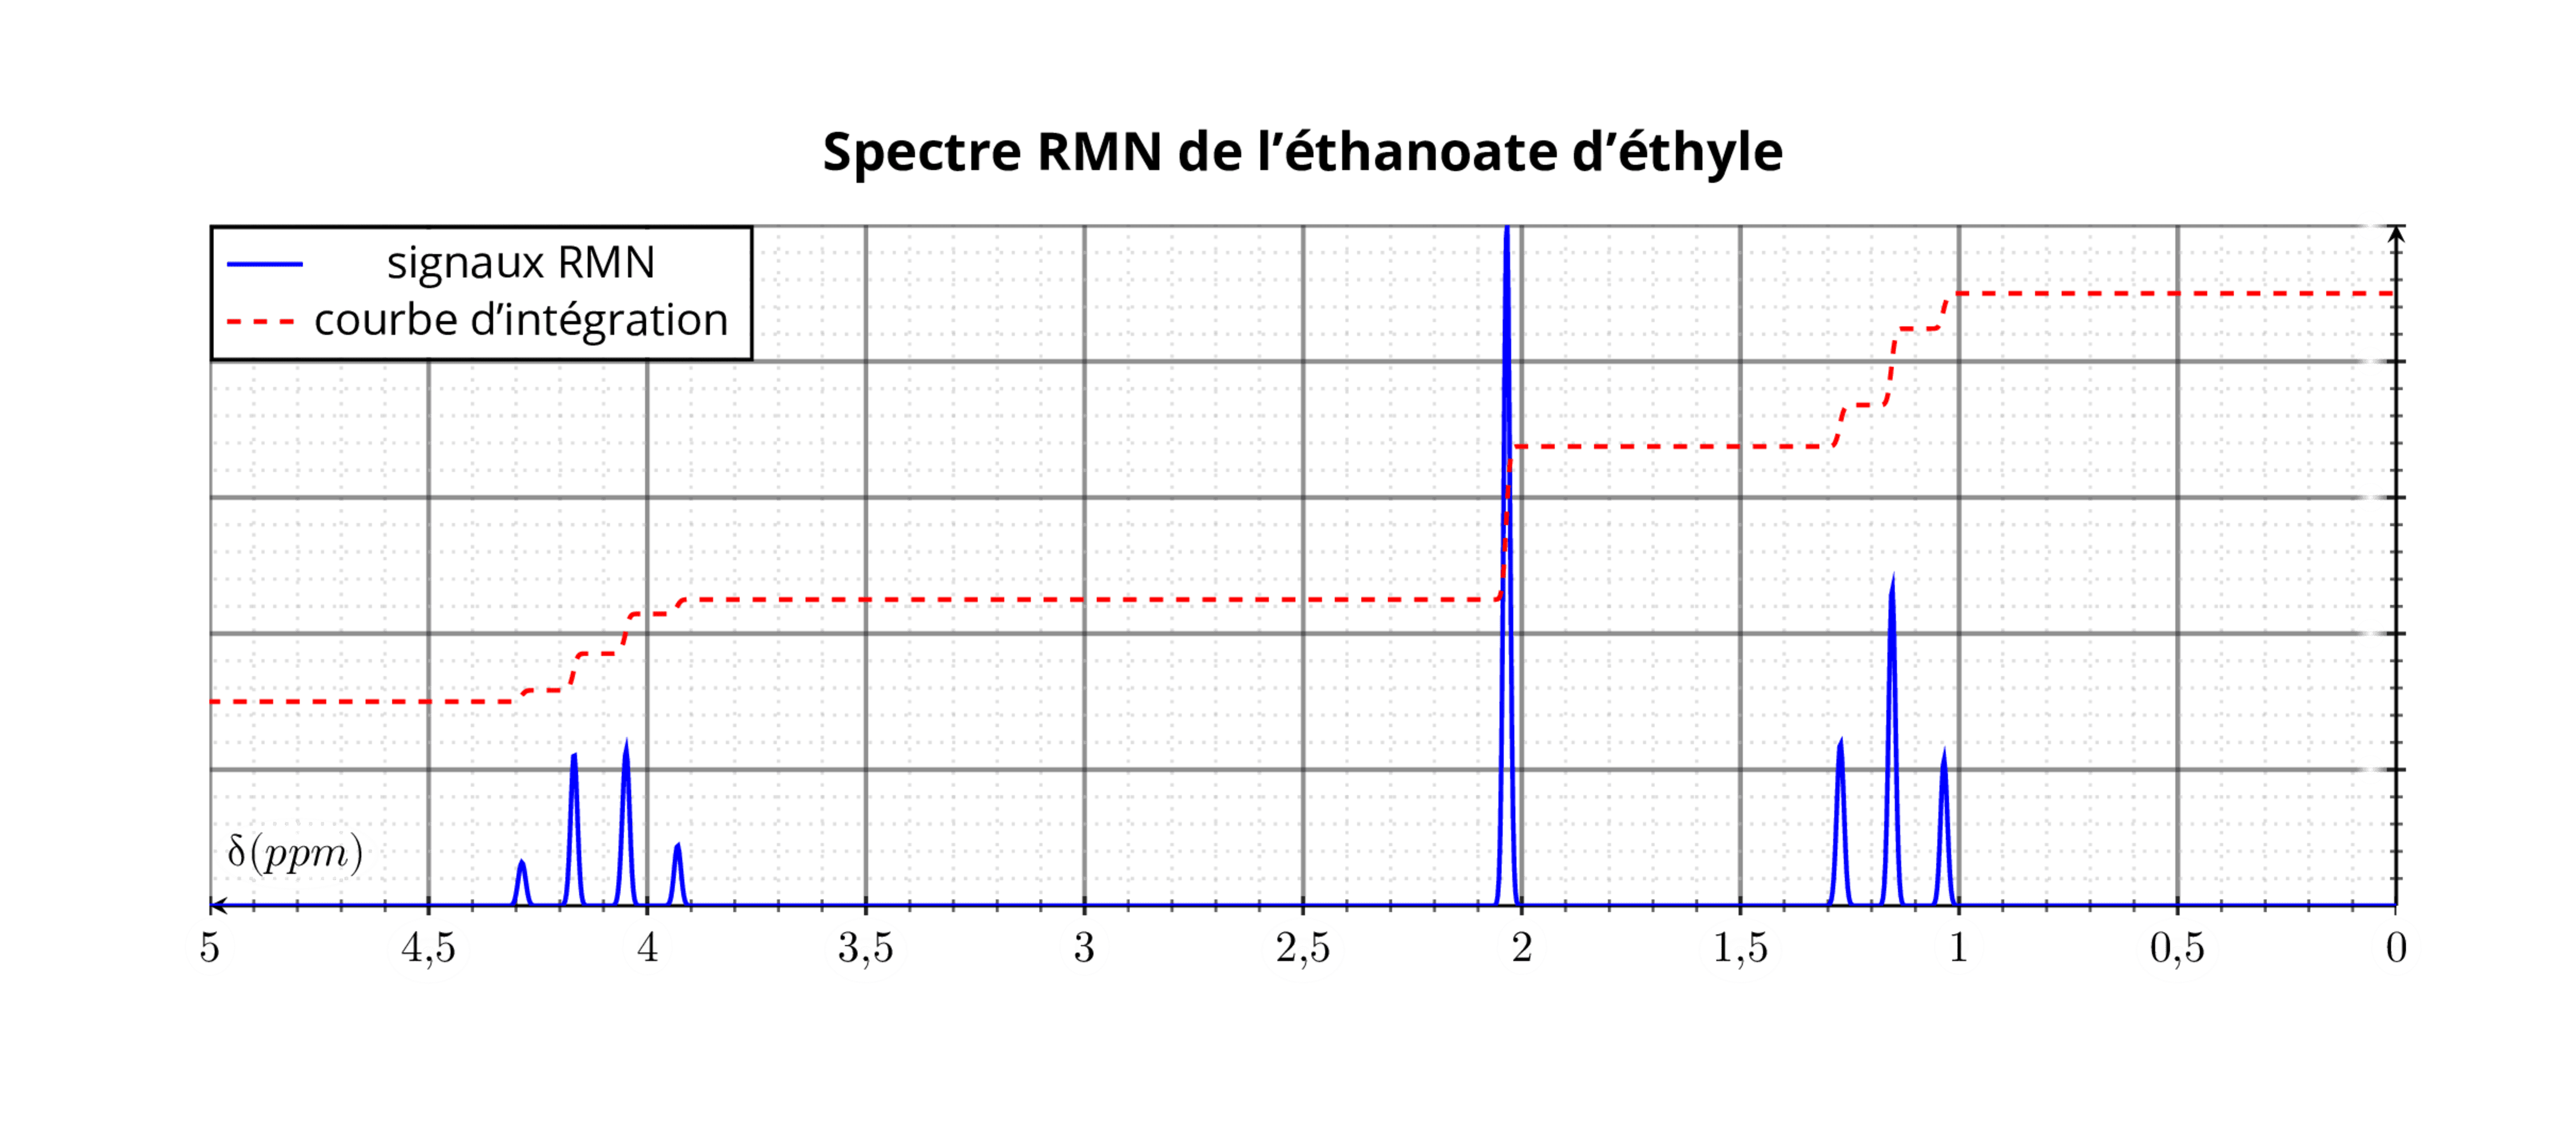 Spectre RMN de l’éthanoate d’éthyle
signaux RMN
courbe d’intégration
δ(ppm)
5 4,5 4 3,5 3 2,5 2 1,5 1 0,5 0